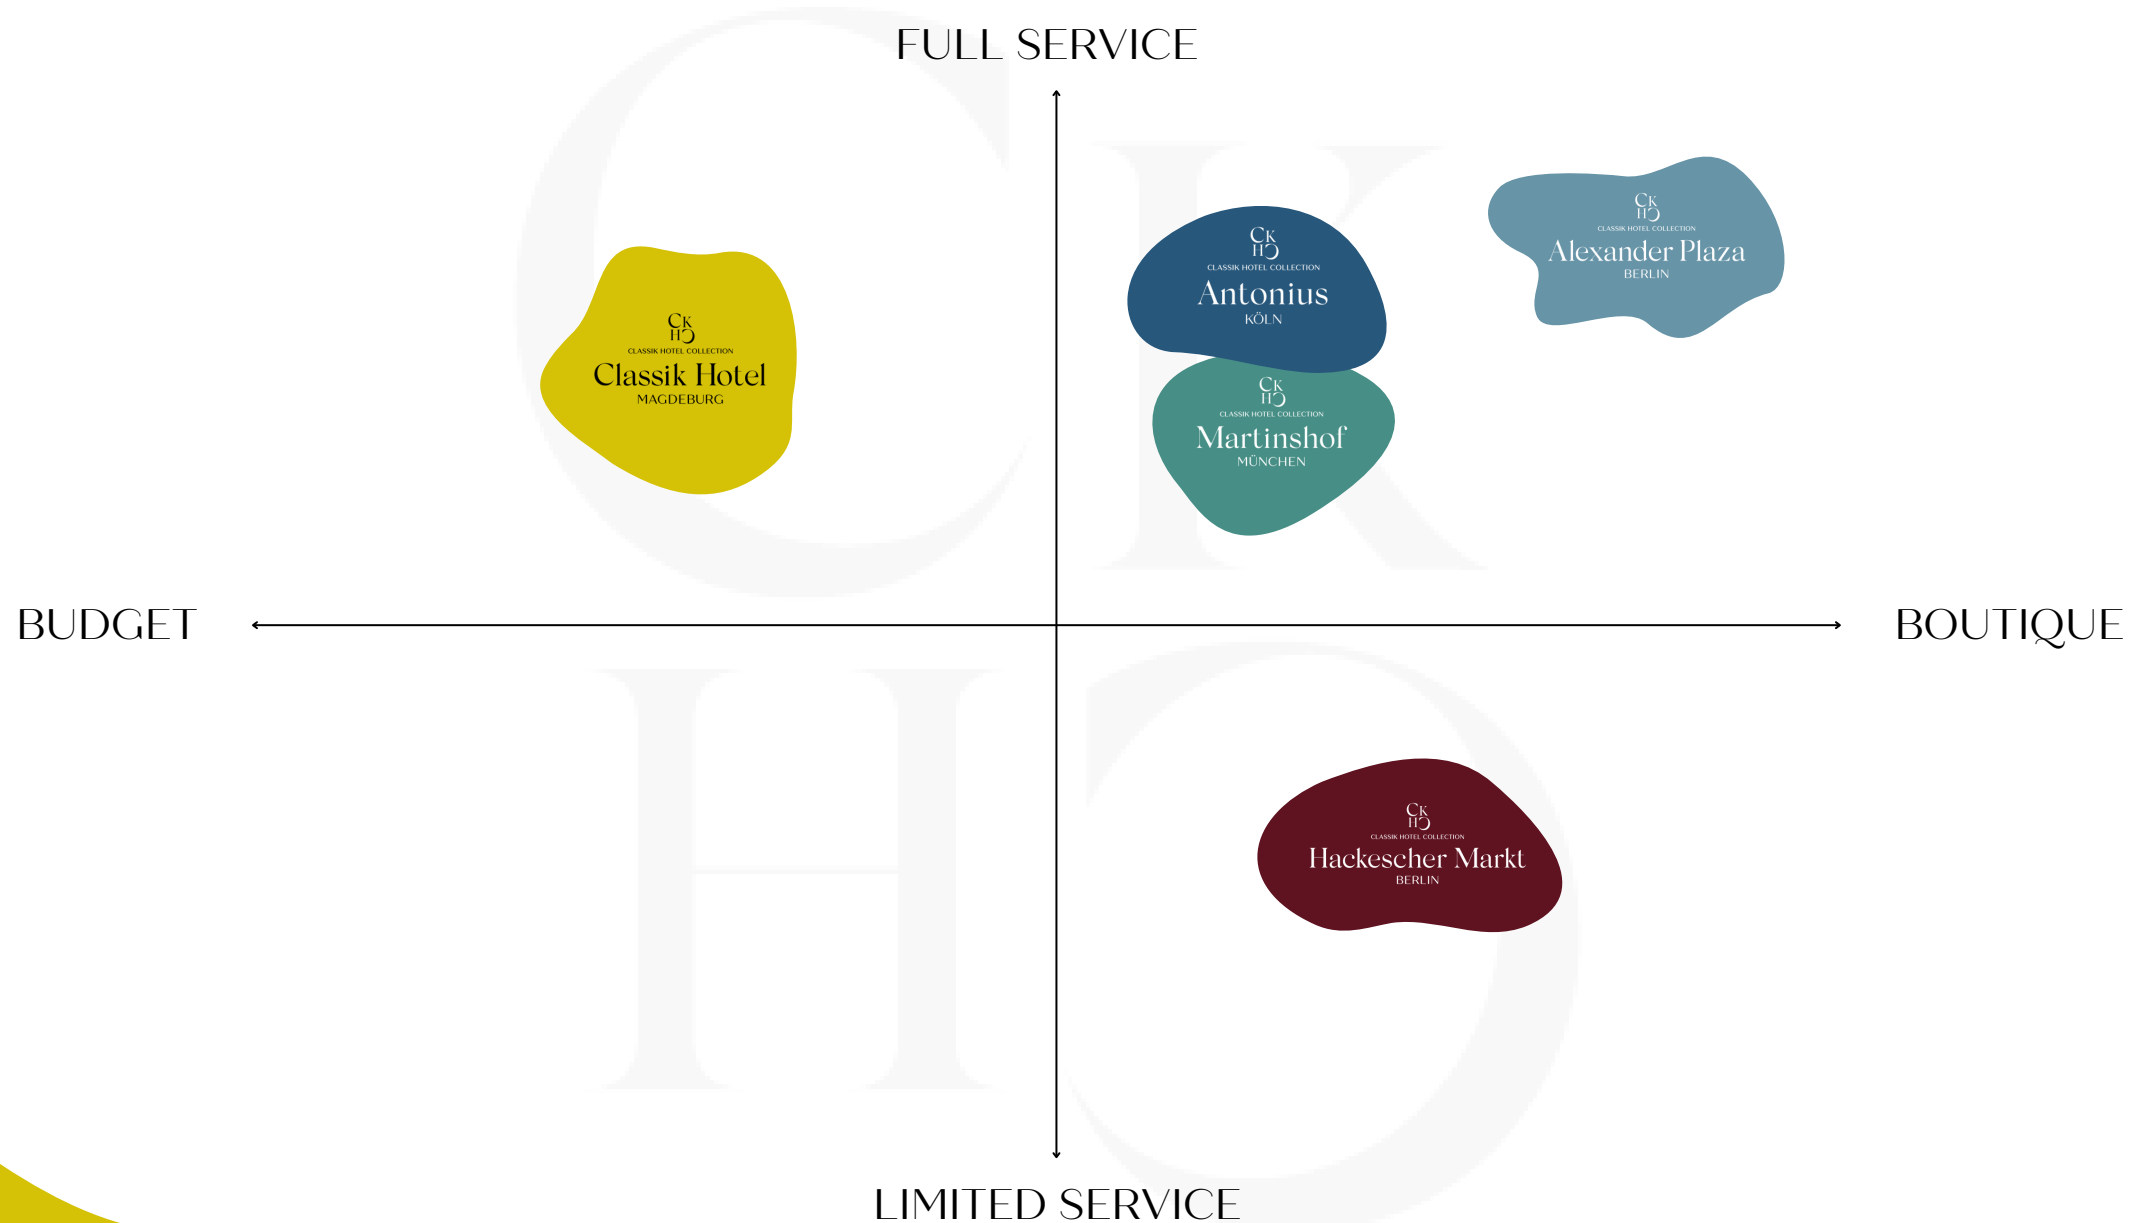 FULL SERVICE
CK
HC
CLASSIK HOTEL COLLECTION
Alexander Plaza
BERLIN
CK
HC
CLASSIK HOTEL COLLECTION
Antonius
KÖLN
CK
HC
CLASSIK HOTEL COLLECTION
Classik Hotel
MAGDEBURG
CK
HC
CLASSIK HOTEL COLLECTION
Martinshof
MÜNCHEN
BUDGET
BOUTIQUE
CK
HC
CLASSIK HOTEL COLLECTION
Hackescher Markt
BERLIN
LIMITED SERVICE
CK
HC